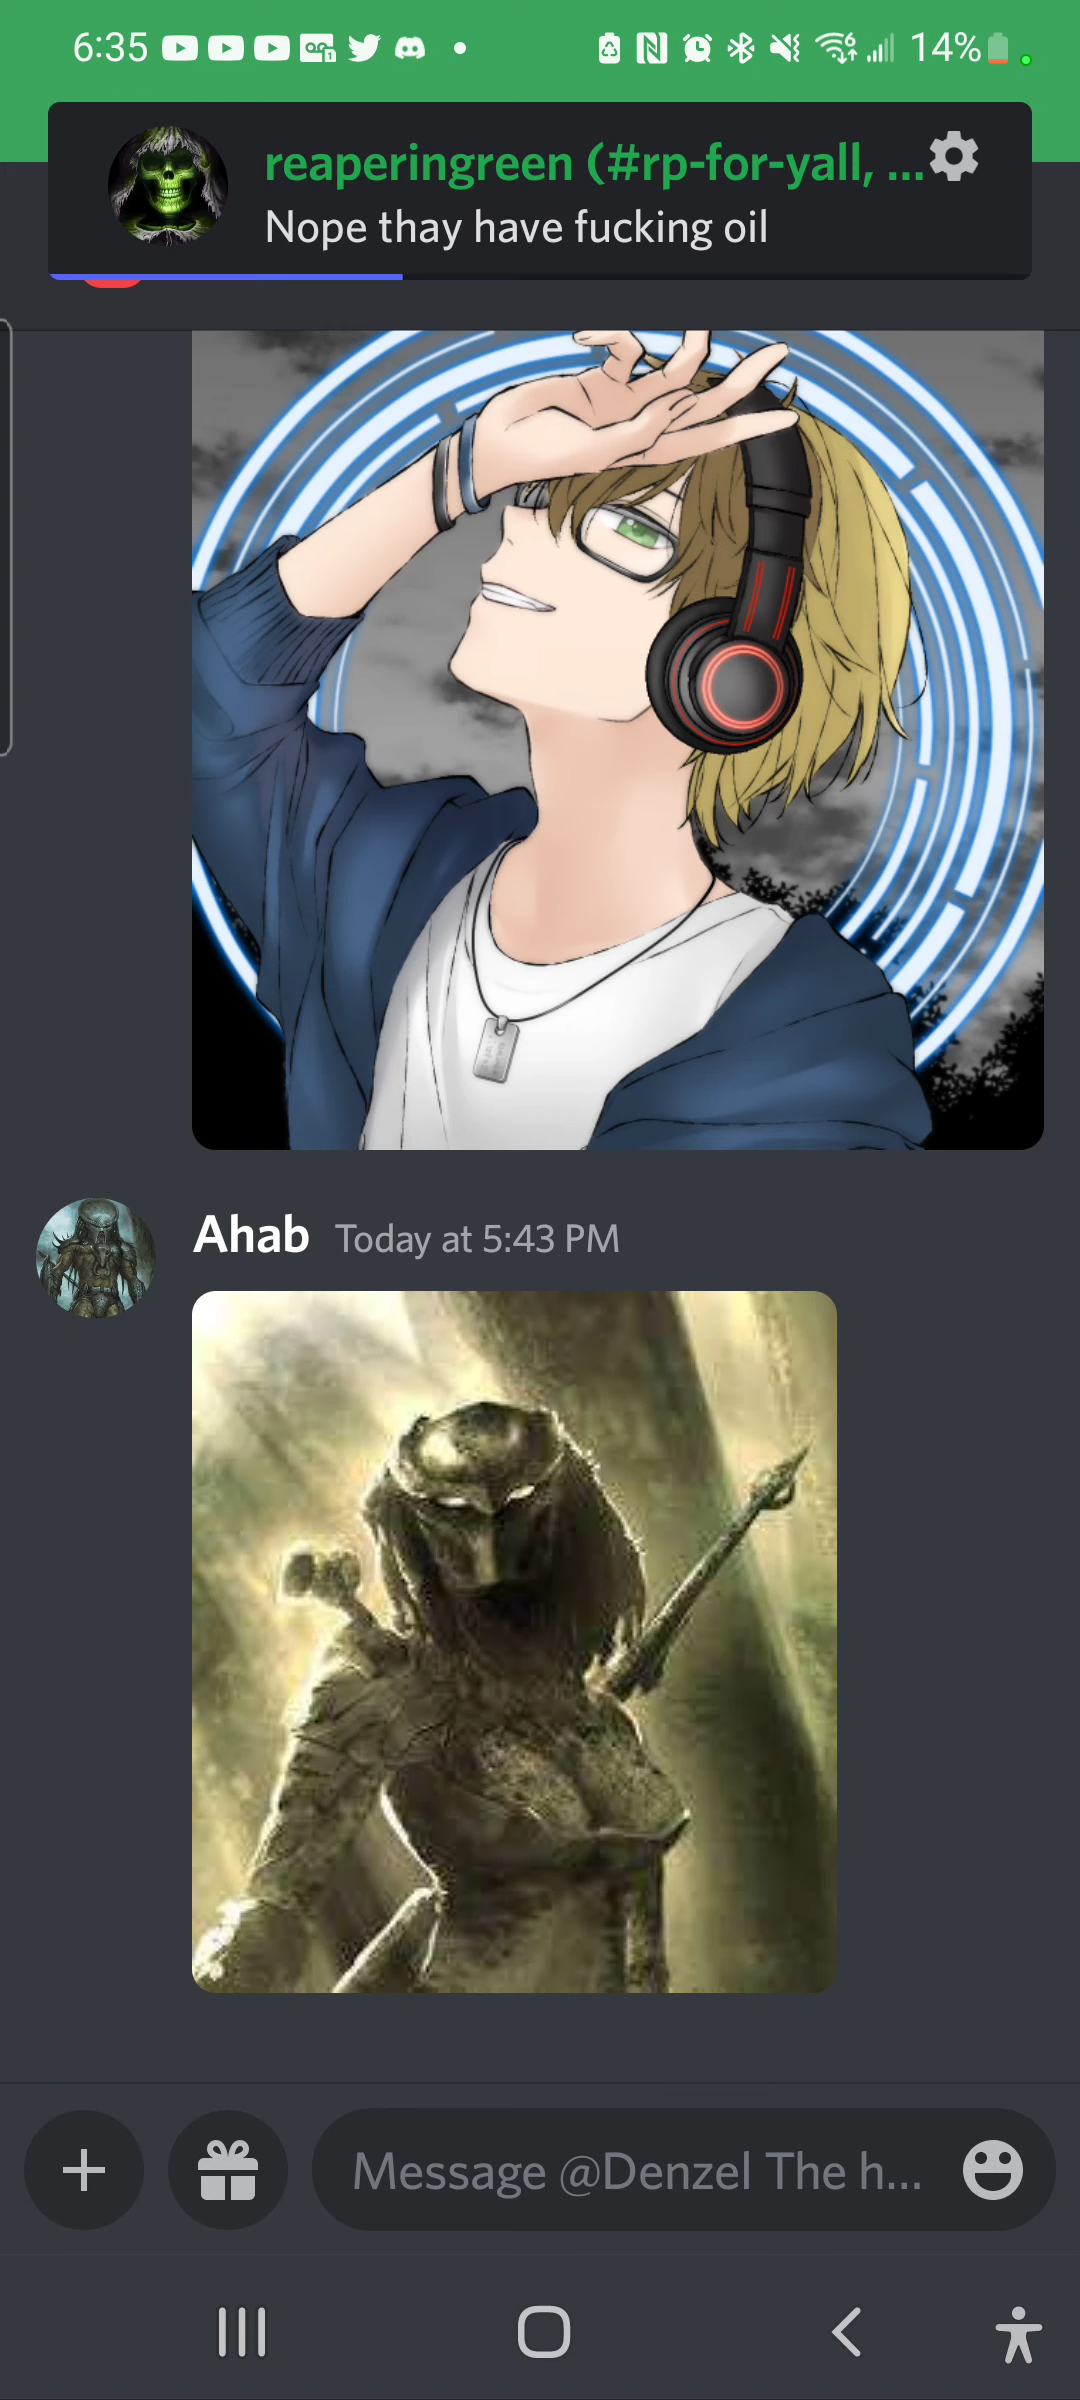 6:35
14%
reaperingreen (#rp-for-yall, ...
Nope thay have fucking oil
Ahab Today at 5:43 PM
Message @Denzel The h...